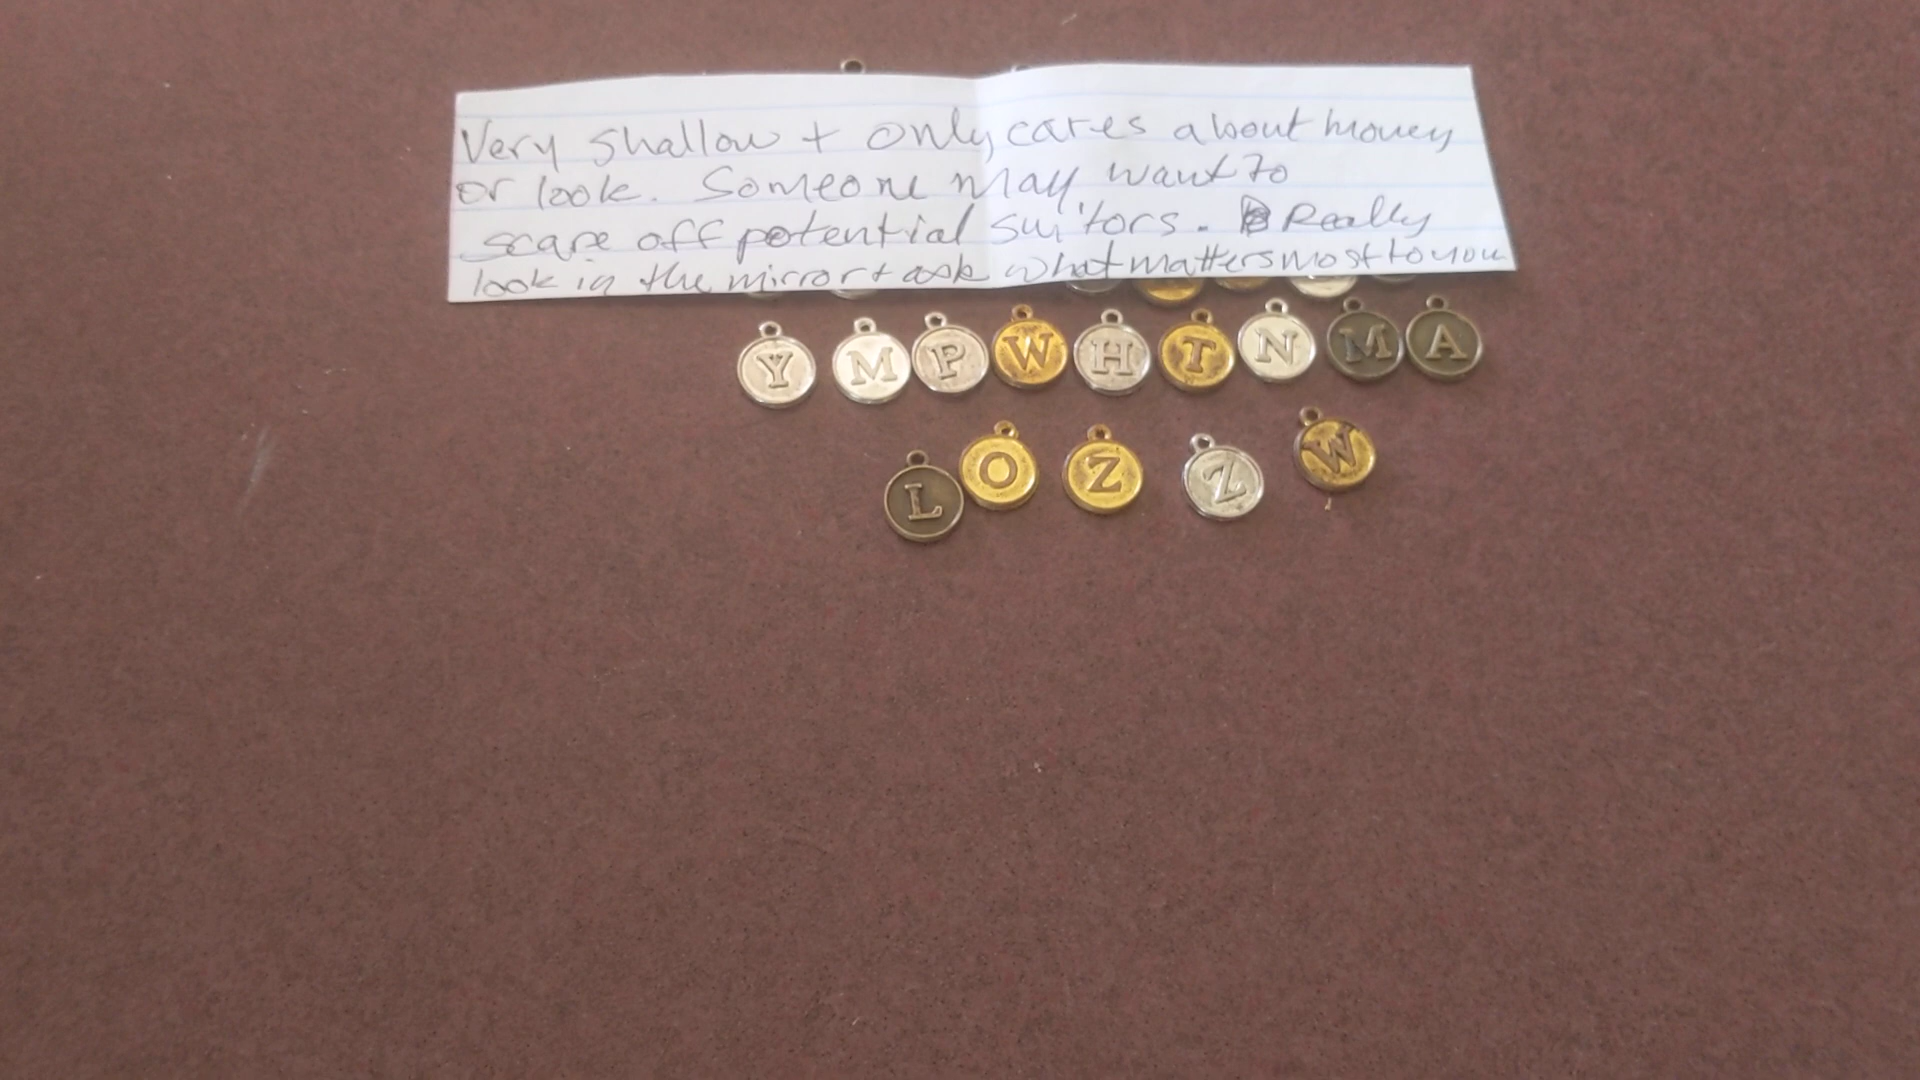 Very shallow + only cares about money
or look. Someone may want to
scare off potential suitors. Really
look in the mirror + ask what matters most to you
Y M P W H T N M A
L O Z Z W